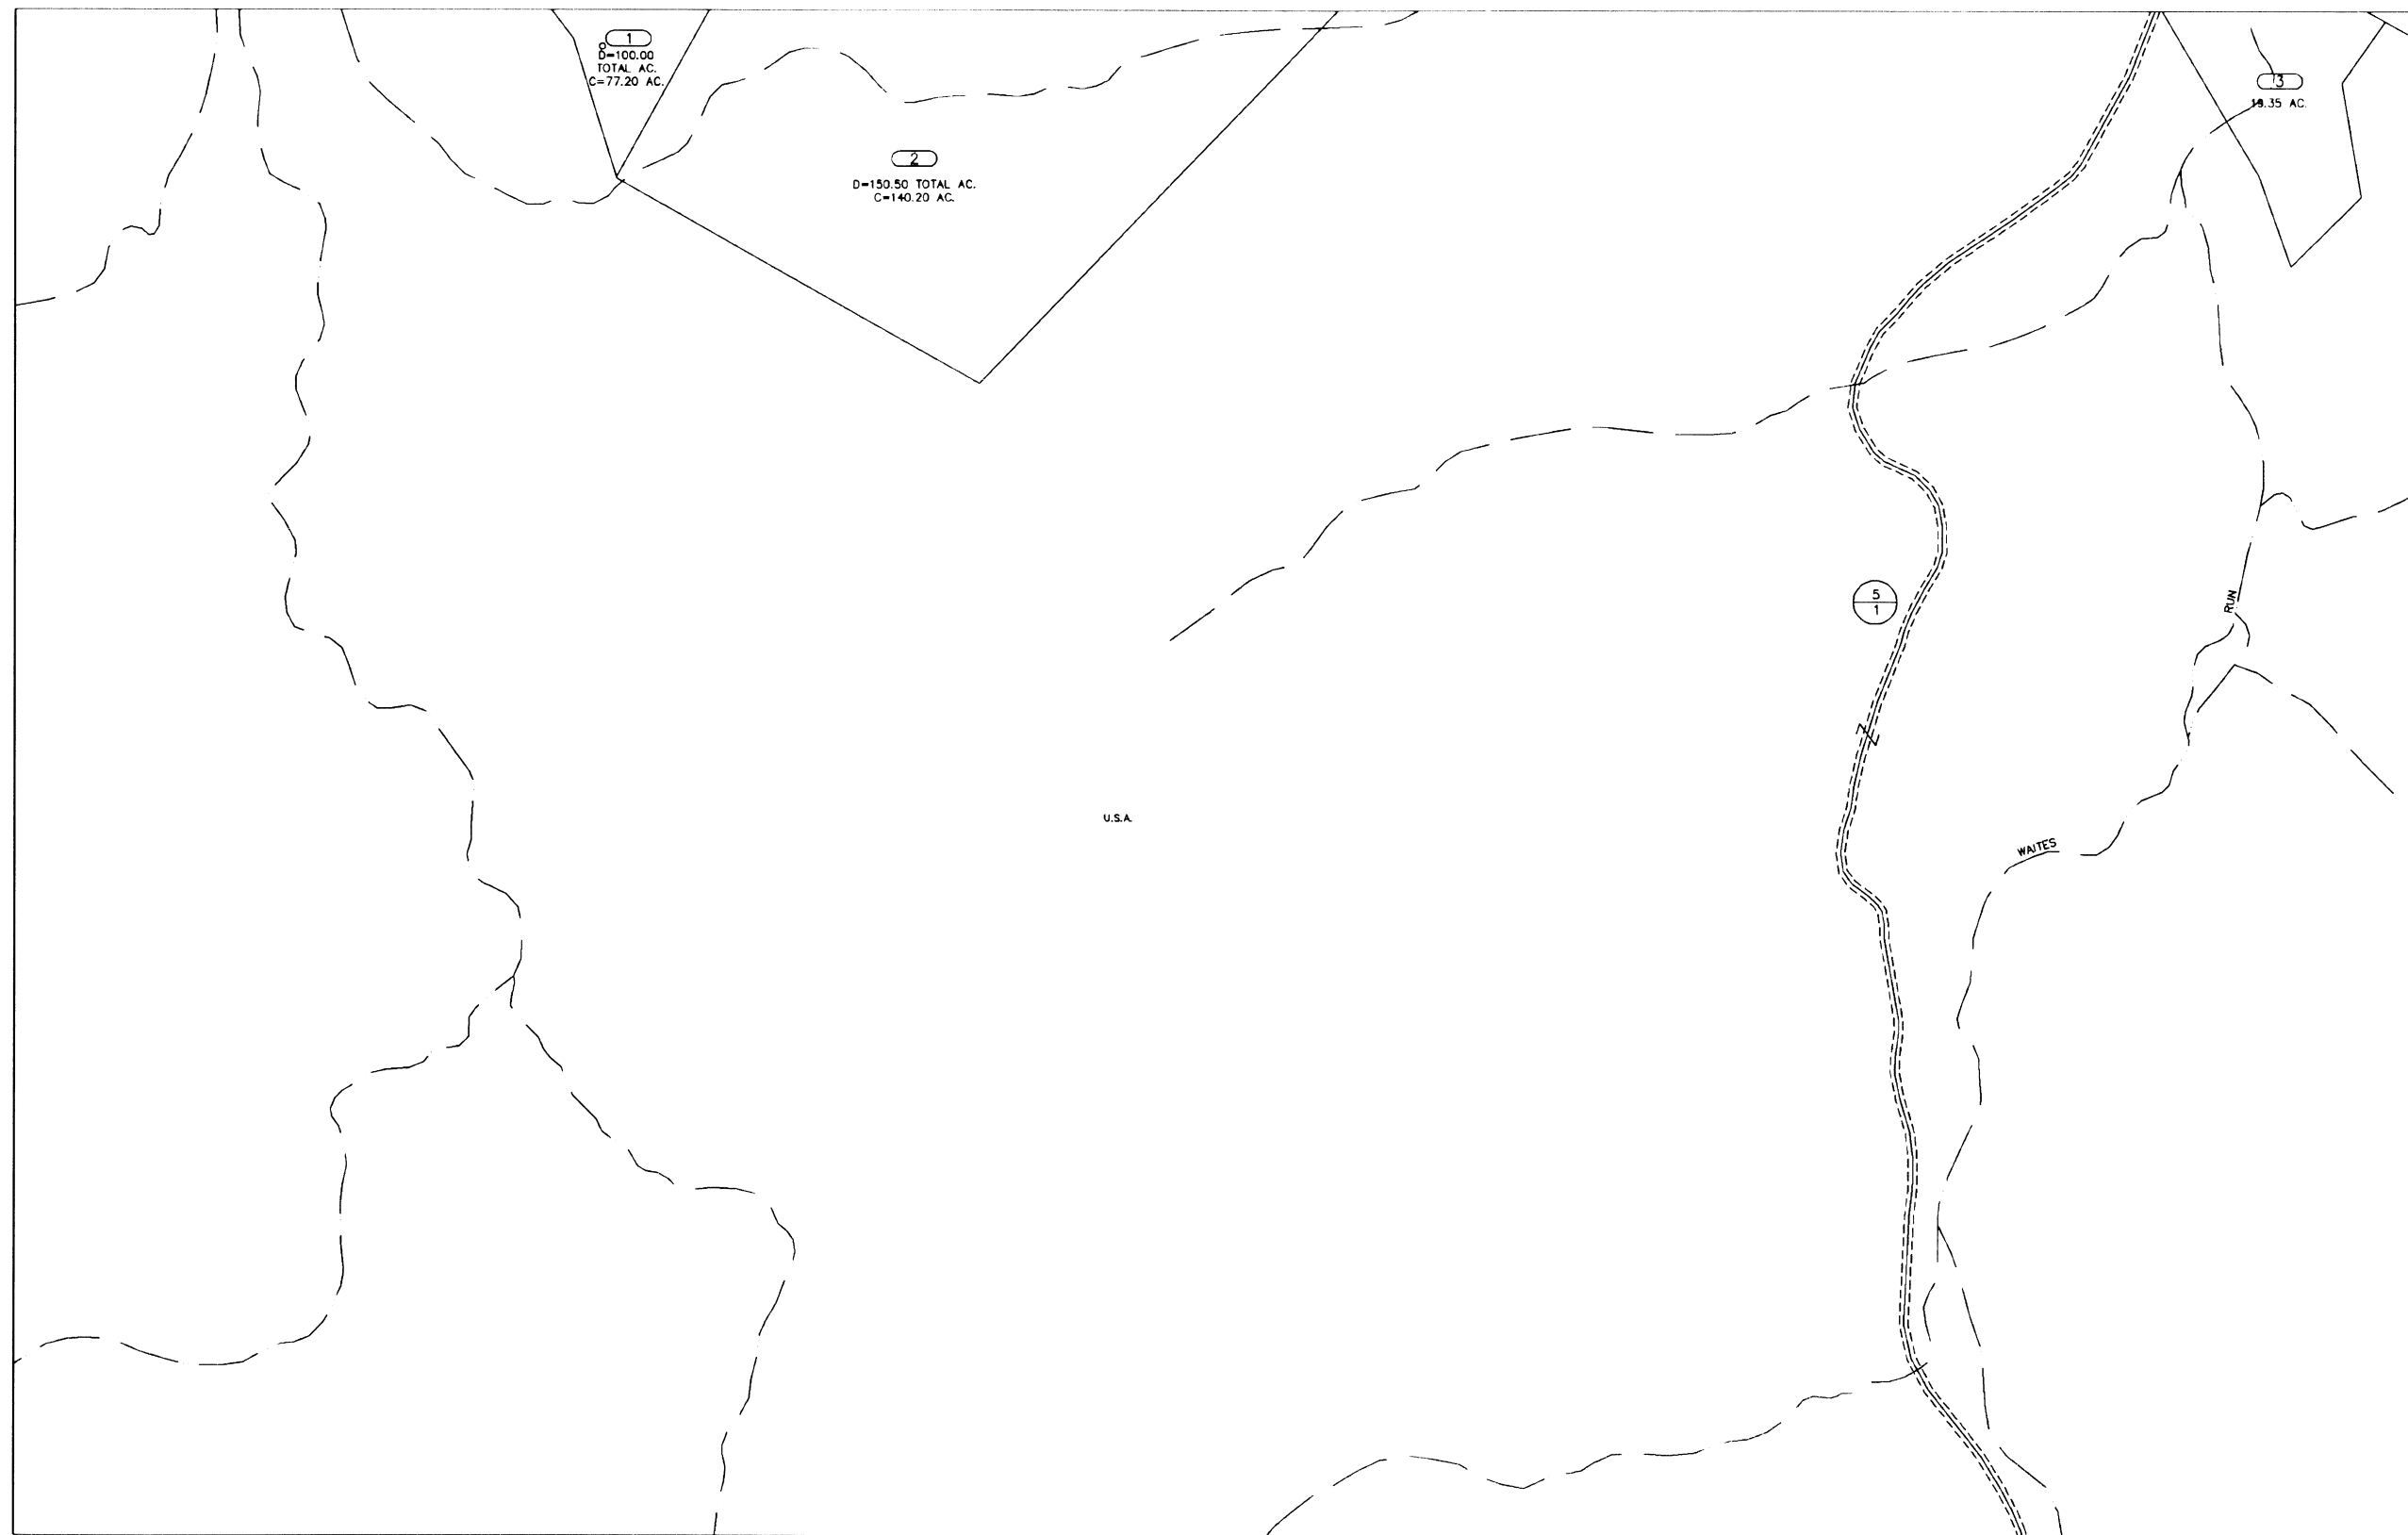 1
D=100.00
TOTAL AC.
C=77.20 AC.
2
D=150.50 TOTAL AC.
C=140.20 AC.
3
19.35 AC.
5
1
RUN
U.S.A.
WAITES